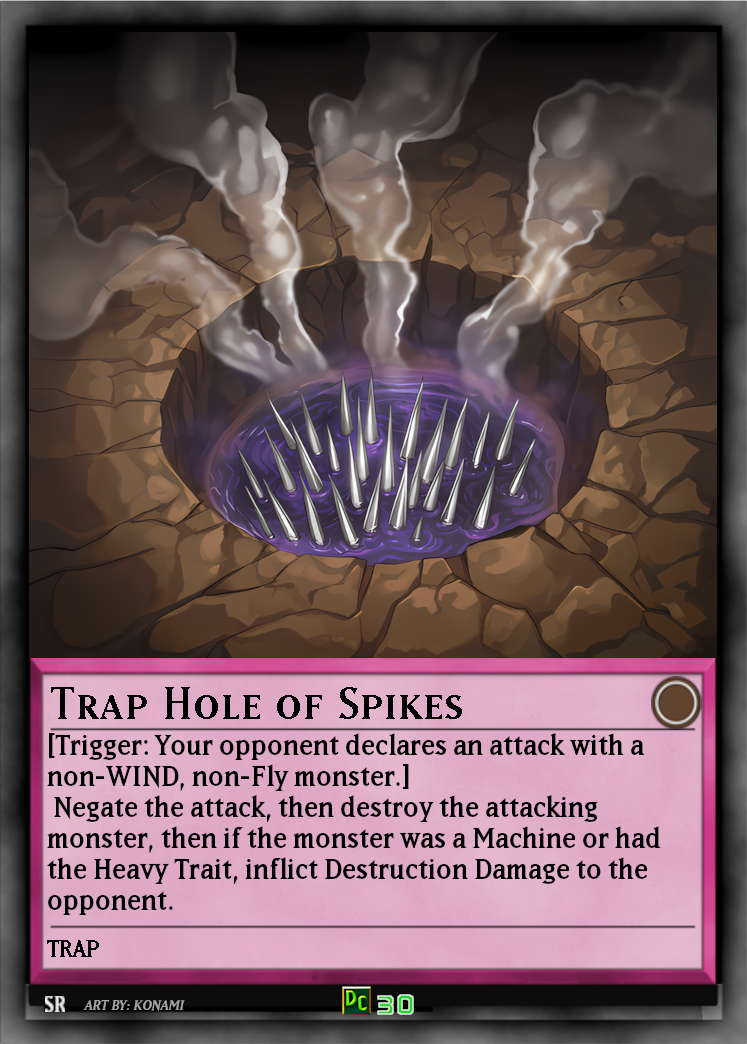 TRAP HOLE OF SPIKES
[Trigger: Your opponent declares an attack with a
non-WIND, non-Fly monster.]
Negate the attack, then destroy the attacking
monster, then if the monster was a Machine or had
the Heavy Trait, inflict Destruction Damage to the
opponent.
TRAP
SR ART BY: KONAMI DC 30